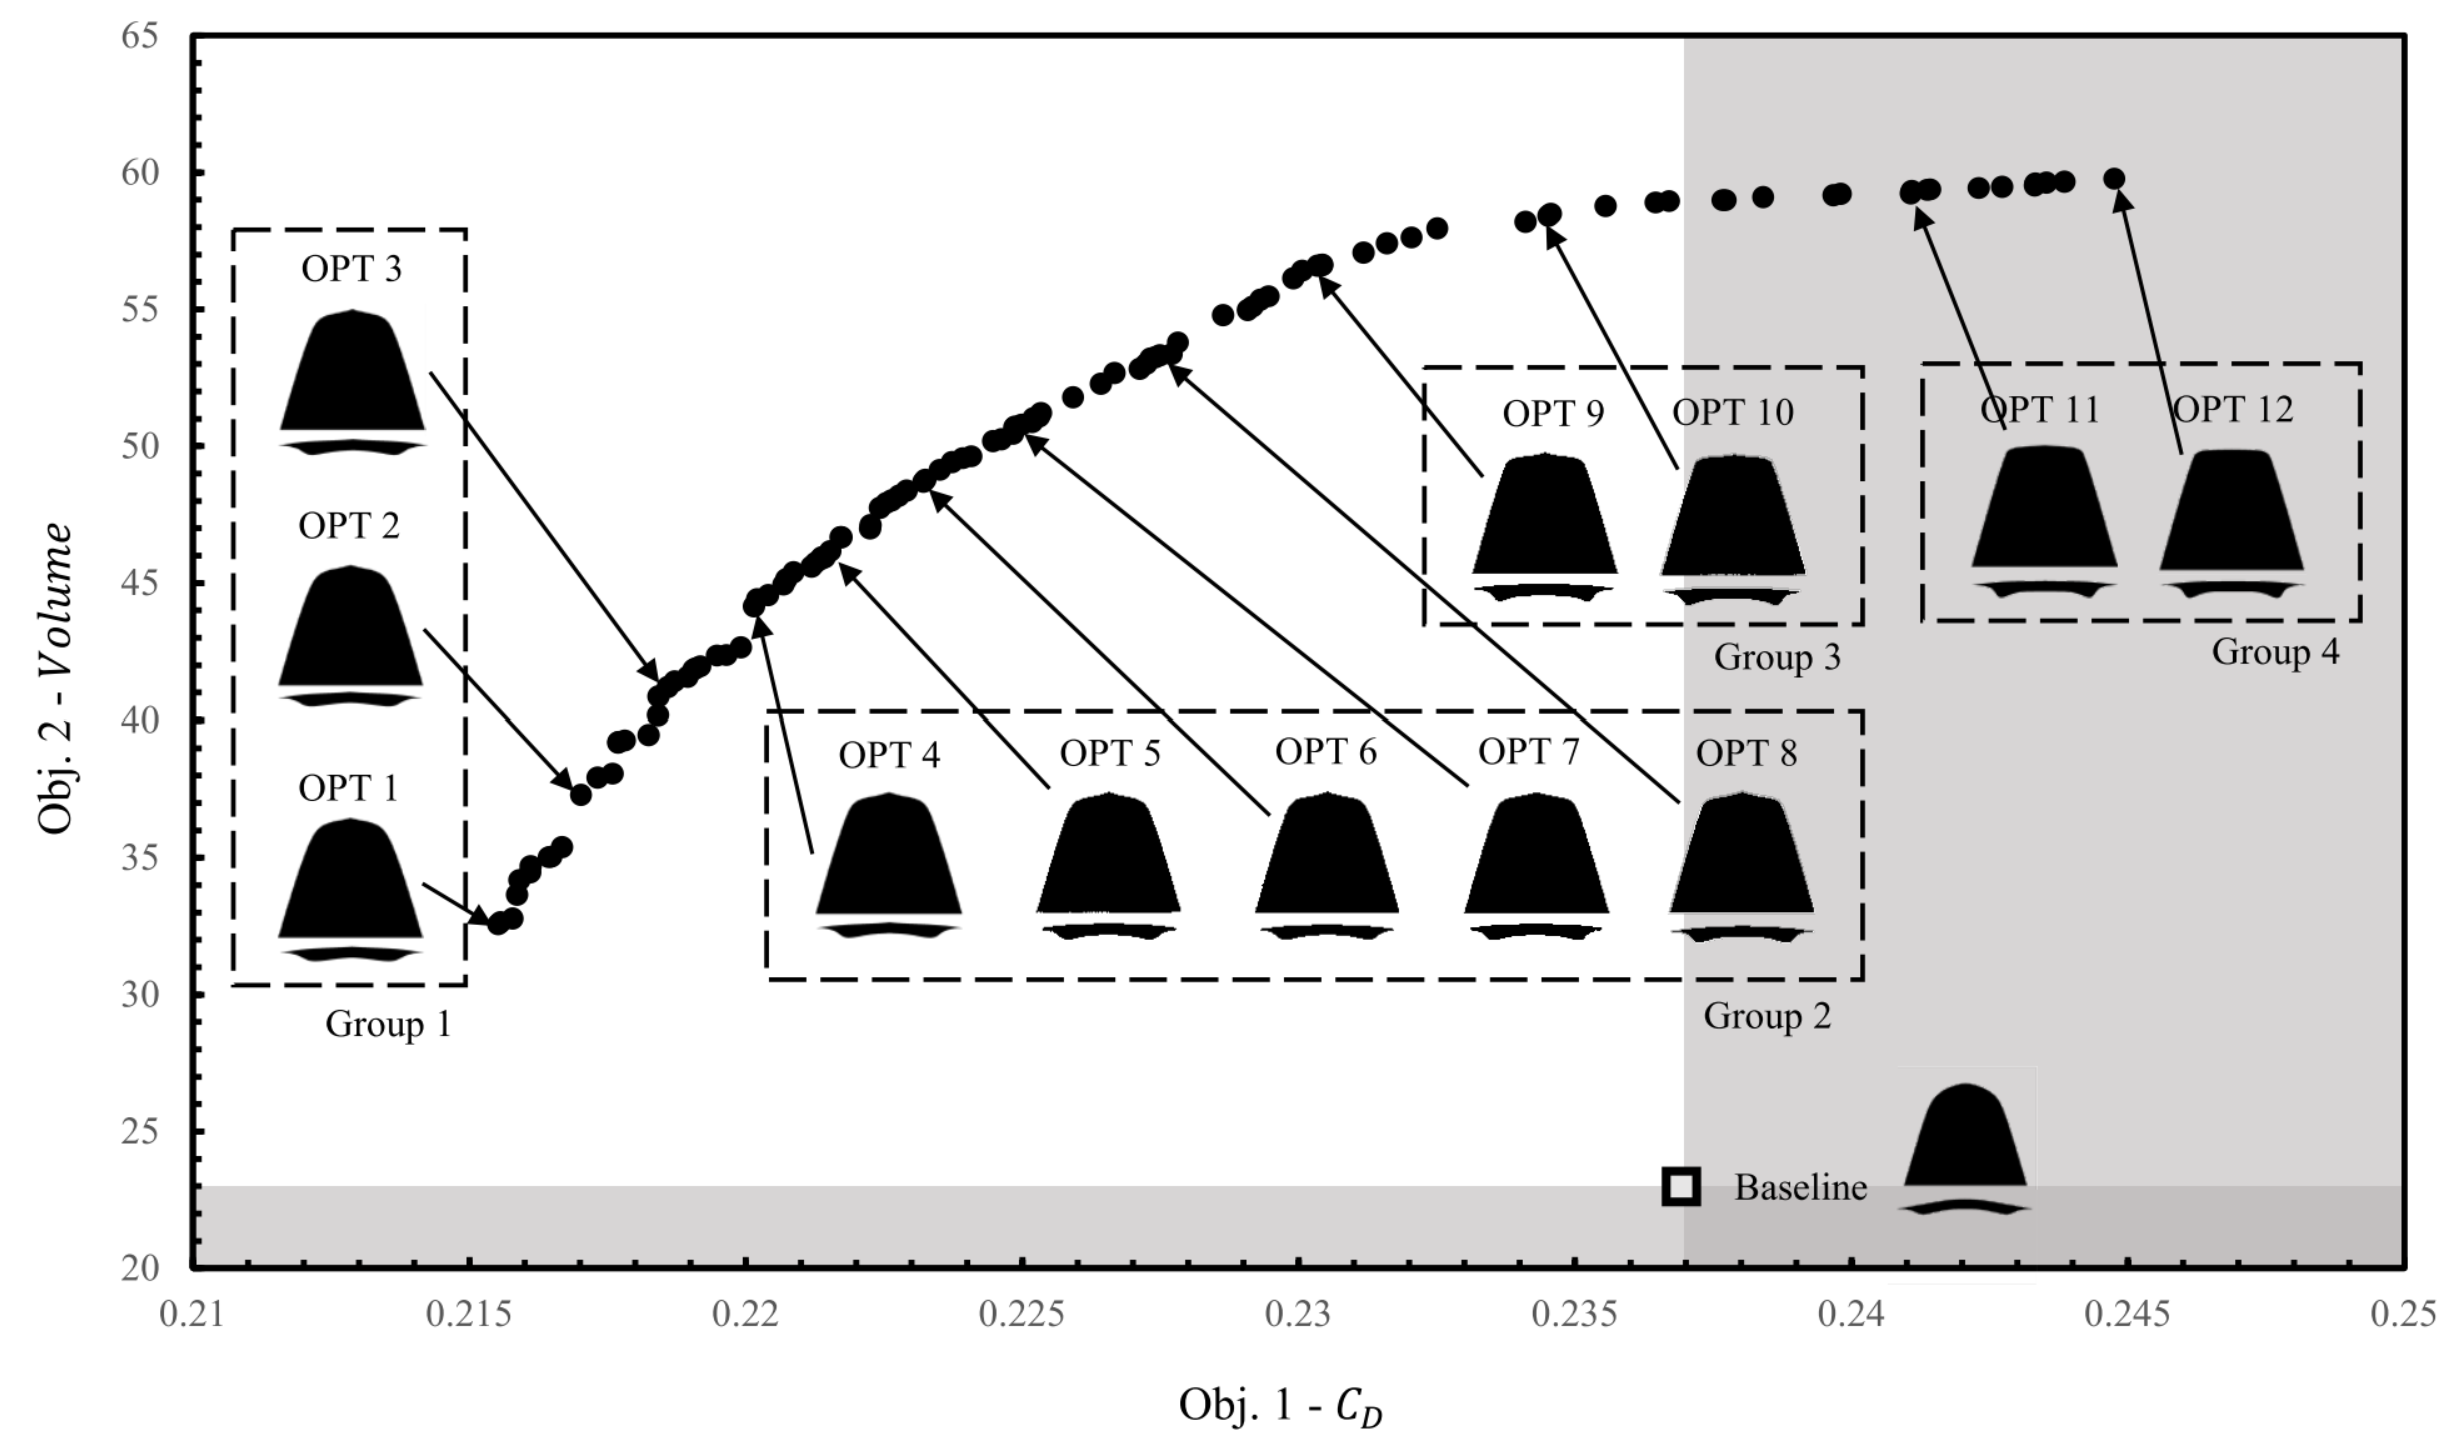 65
60
55
50
45
40
35
30
25
20
Obj. 2 - Volume
OPT 3
OPT 2
OPT 1
Group 1
OPT 9 OPT 10
Group 3
OPT 11 OPT 12
Group 4
OPT 4 OPT 5 OPT 6 OPT 7 OPT 8
Group 2
Baseline
0.21 0.215 0.22 0.225 0.23 0.235 0.24 0.245 0.25
Obj. 1 - C_D